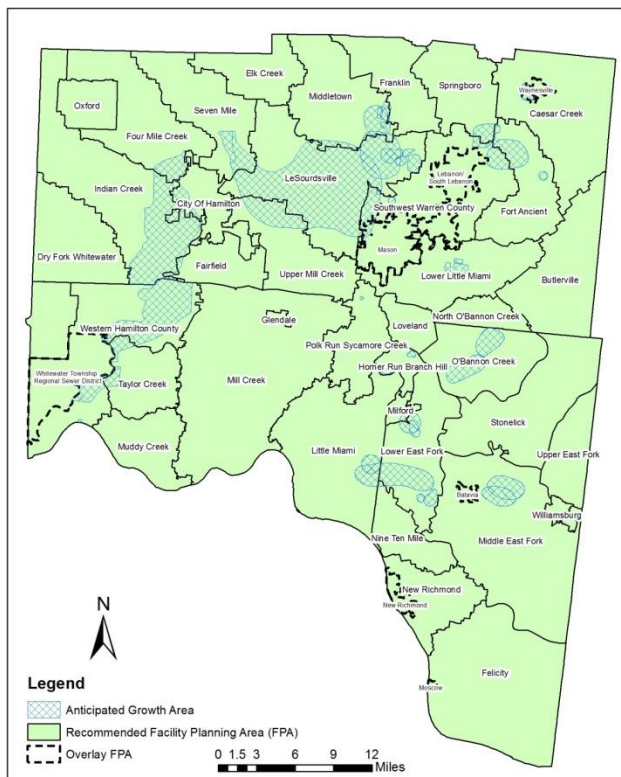 Elk Creek
Franklin
Springboro
Middletown
Waynesville
Oxford
Seven Mile
Caesar Creek
Four Mile Creek
LeSourdsville
Lebanon/
South Lebanon
Indian Creek
City Of Hamilton
Southwest Warren County
Fort Ancient
Mason
Dry Fork Whitewater
Fairfield
Upper Mill Creek
Lower Little Miami
Butlerville
North O'Bannon Creek
Western Hamilton County
Glendale
Loveland
Polk Run Sycamore Creek
O'Bannon Creek
Horner Run Branch Hill
Whitewater Township
Regional Sewer District
Taylor Creek
Mill Creek
Milford
Stonelick
Muddy Creek
Little Miami
Lower East Fork
Upper East Fork
Batavia
Williamsburg
Nine Ten Mile
Middle East Fork
New Richmond
New Richmond
Felicity
Moscow
N
Legend
Anticipated Growth Area
Recommended Facility Planning Area (FPA)
Overlay FPA
0 1.5 3 6 9 12
Miles